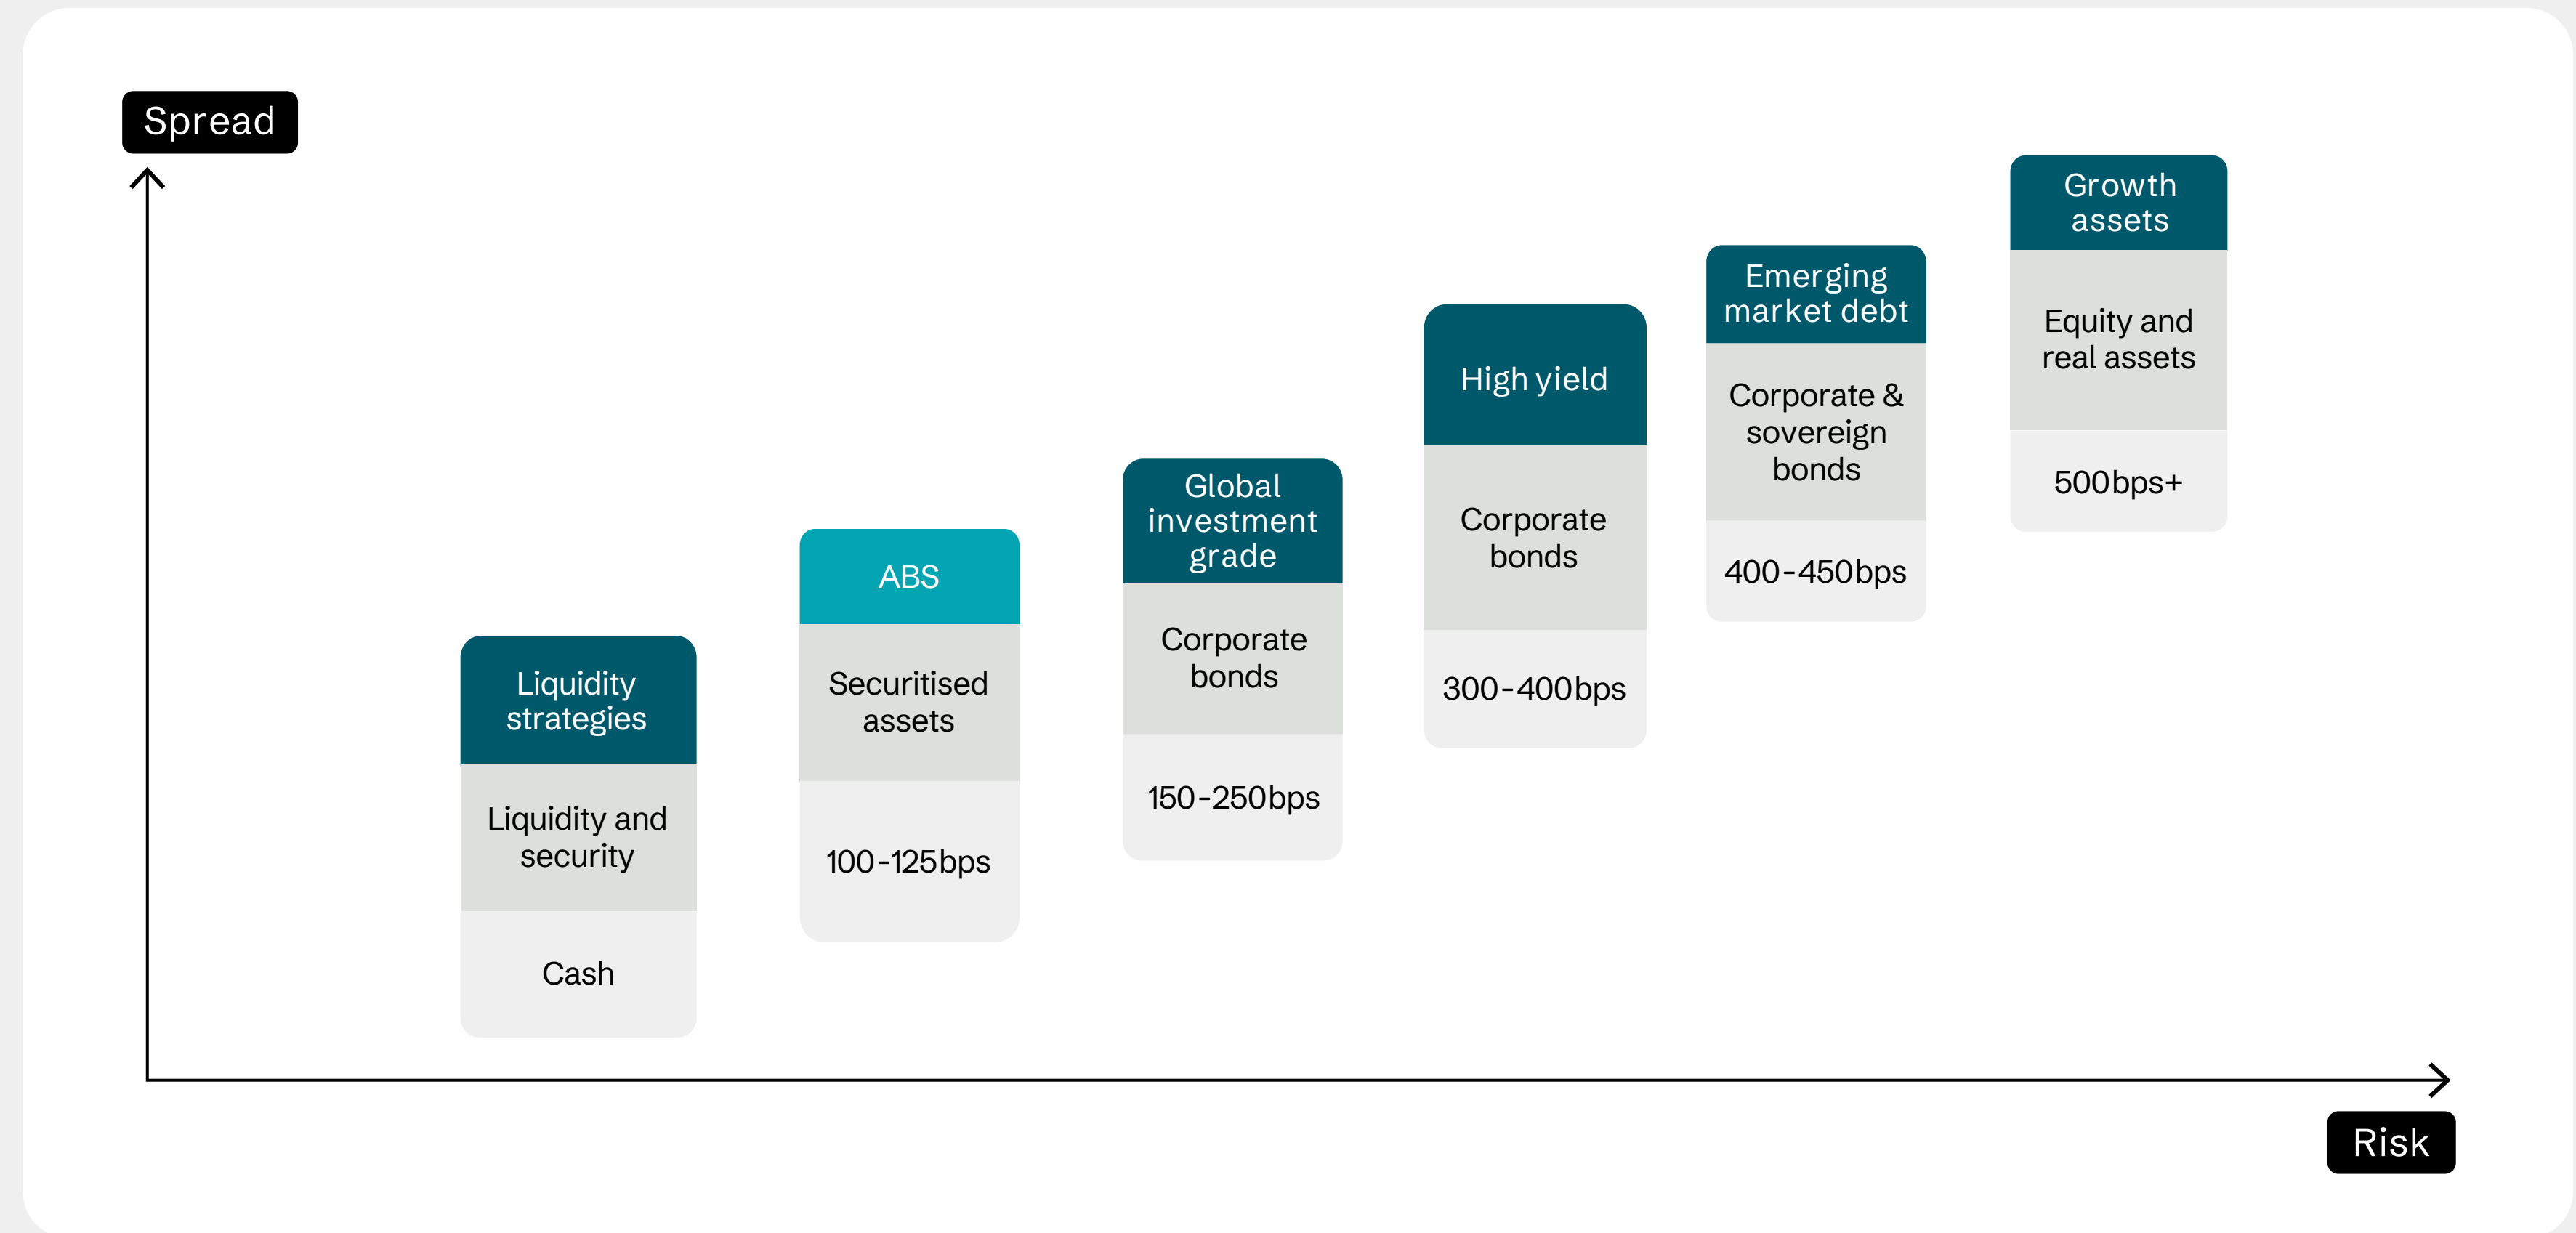 Spread
Liquidity
strategies
Liquidity and
security
Cash
ABS
Securitised
assets
100-125bps
Global
investment
grade
Corporate
bonds
150-250bps
High yield
Corporate
bonds
300-400bps
Emerging
market debt
Corporate &
sovereign
bonds
400-450bps
Growth
assets
Equity and
real assets
500bps+
Risk